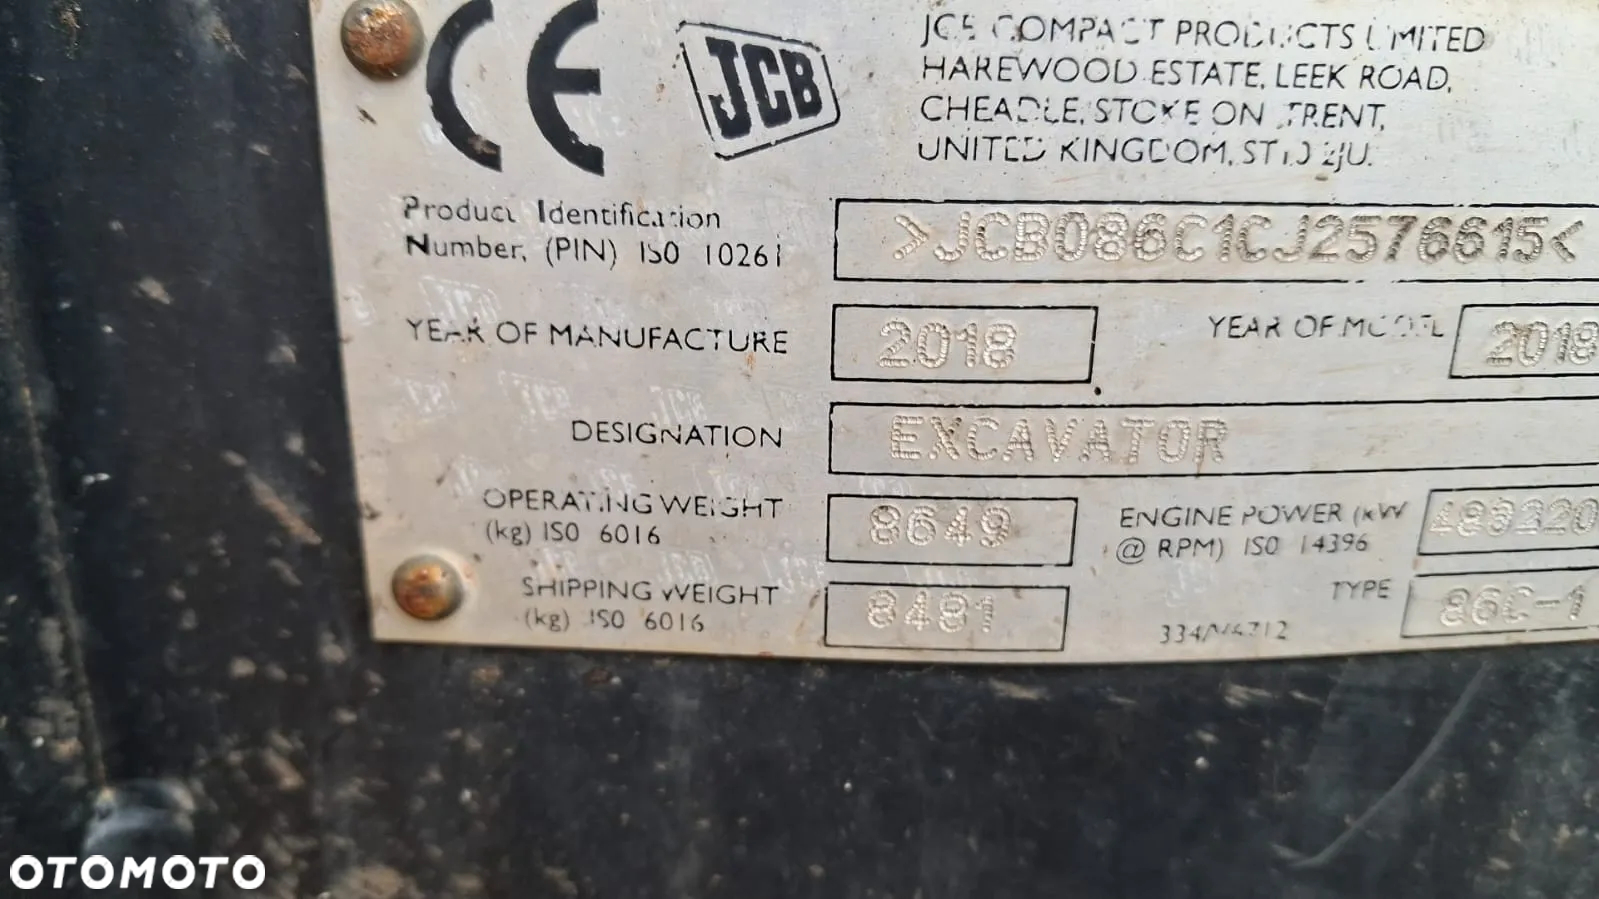 CE JCB
JCB COMPACT PRODUCTS LIMITED
HAREWOOD ESTATE, LEEK ROAD,
CHEADLE, STOKE ON TRENT,
UNITED KINGDOM, ST10 2JU.
Product Identification
Number, (PIN) ISO 10261
>JCB086C1CJ2576615<
YEAR OF MANUFACTURE 2018 YEAR OF MODEL 2018
DESIGNATION EXCAVATOR
OPERATING WEIGHT
(kg) ISO 6016 8649
ENGINE POWER (kW
@ RPM) ISO 14396
SHIPPING WEIGHT
(kg) ISO 6016 8481
TYPE 86C-1
OTOMOTO